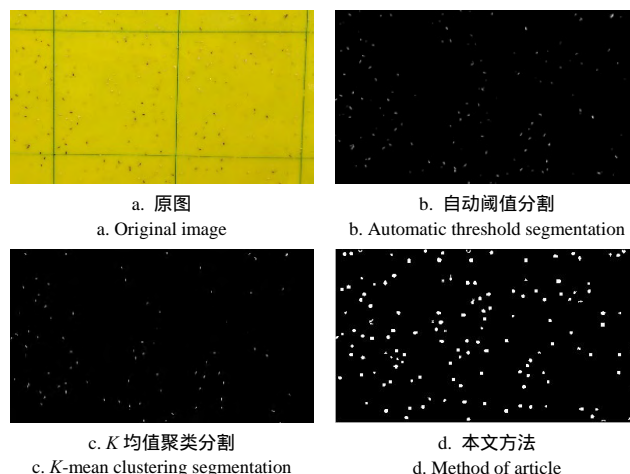 a. 原图
a. Original image
b. 自动阈值分割
b. Automatic threshold segmentation
c. K 均值聚类分割
c. K-mean clustering segmentation
d. 本文方法
d. Method of article